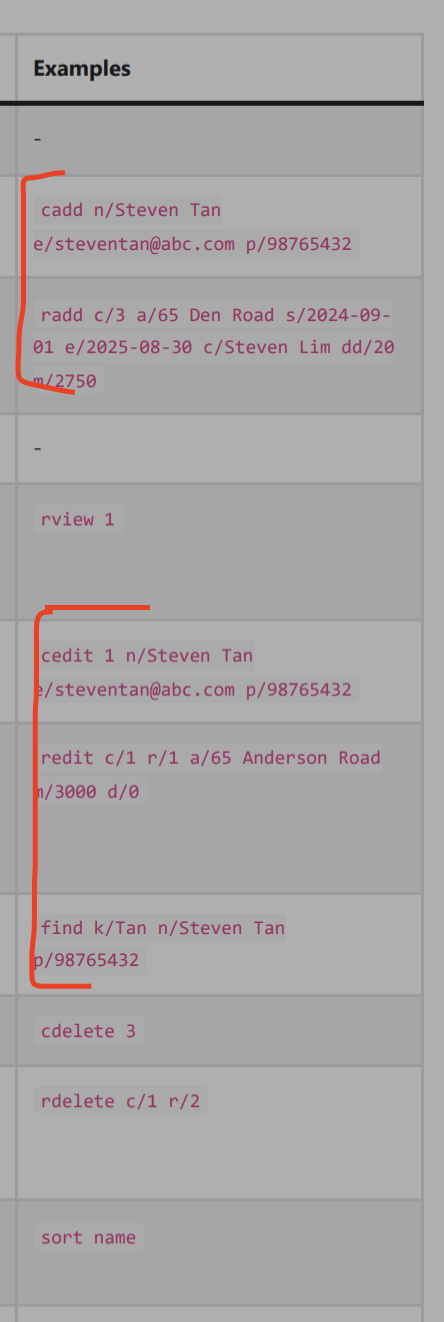 Examples
-
cadd n/Steven Tan
e/steventan@abc.com p/98765432
radd c/3 a/65 Den Road s/2024-09-
01 e/2025-08-30 c/Steven Lim dd/20
m/2750
-
rview 1
cedit 1 n/Steven Tan
e/steventan@abc.com p/98765432
redit c/1 r/1 a/65 Anderson Road
m/3000 d/0
find k/Tan n/Steven Tan
p/98765432
cdelete 3
rdelete c/1 r/2
sort name